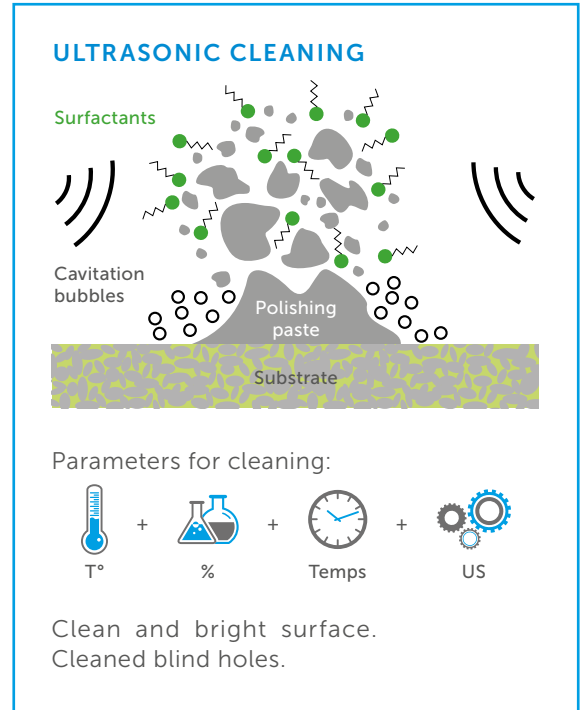 ULTRASONIC CLEANING
Surfactants
Cavitation
bubbles
Polishing
paste
Substrate
Parameters for cleaning:
+ + +
T° % Temps US
Clean and bright surface.
Cleaned blind holes.